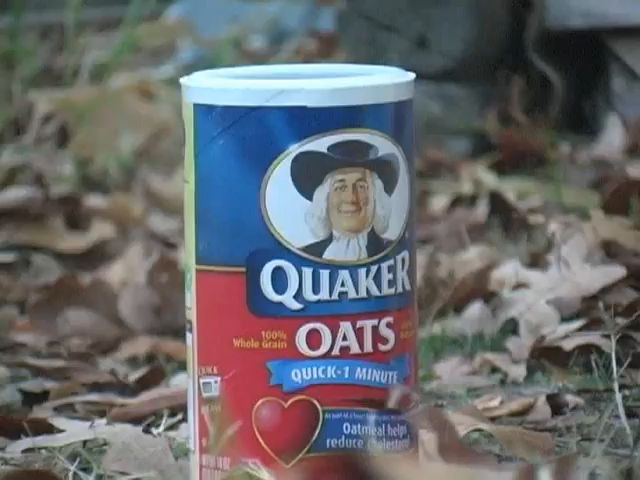 QUAKER
OATS
100%
Whole Grain
QUICK-1 MINUTE
Oatmeal helps
reduce cholesterol